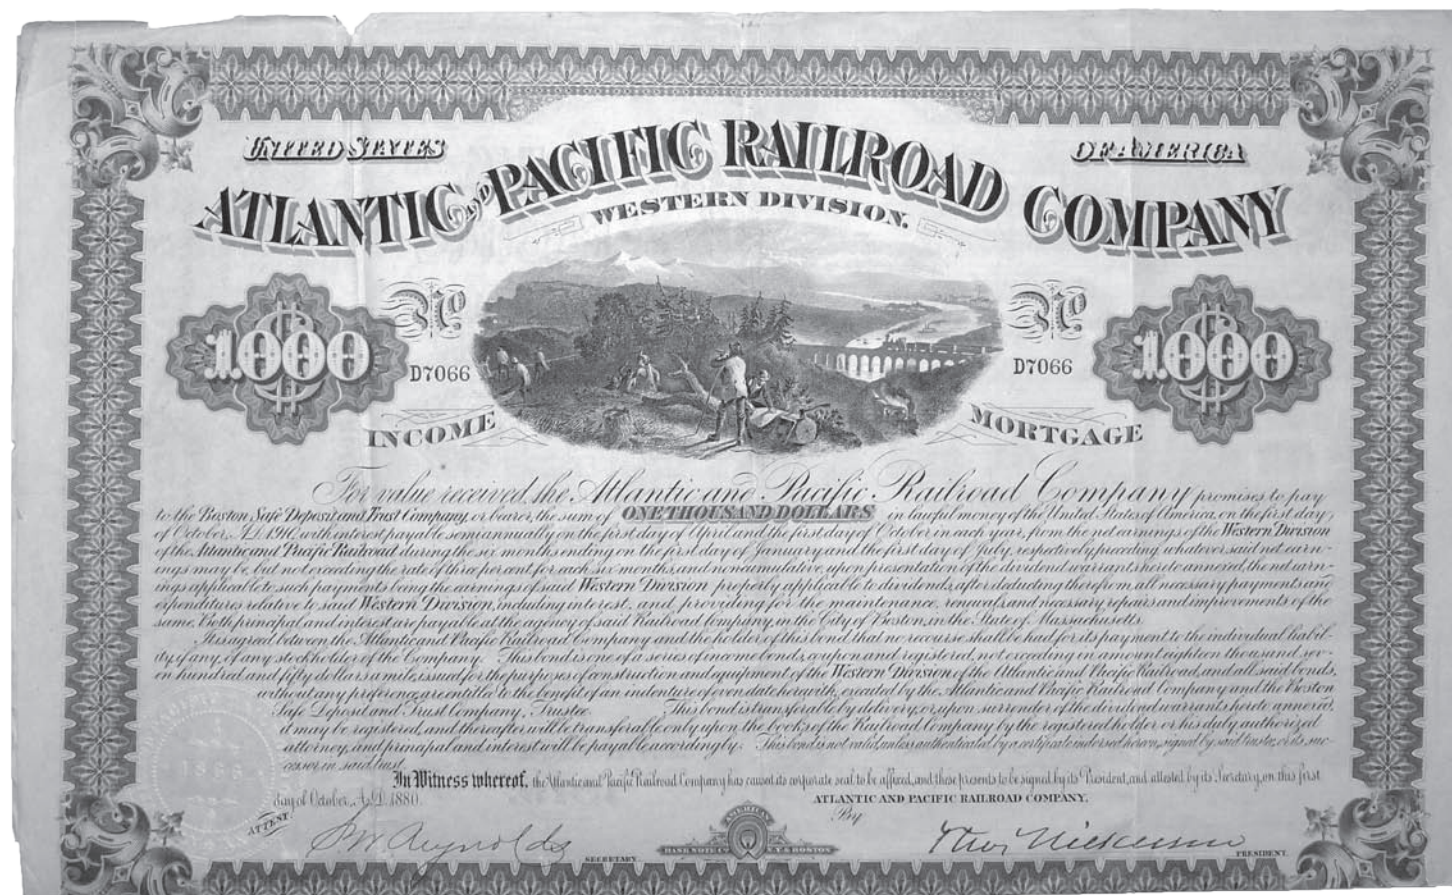 UNITED STATES
OF AMERICA
ATLANTIC AND PACIFIC RAILROAD COMPANY
WESTERN DIVISION.
No
No
$1000
$1000
D7066
D7066
INCOME
MORTGAGE
For value received, the Atlantic and Pacific Railroad Company promises to pay
to the Boston Safe Deposit and Trust Company, or bearer, the sum of ONE THOUSAND DOLLARS in lawful money of the United States of America, on the first day
of October, A.D. 1910, with interest payable semiannually on the first day of April and the first day of October in each year, from the net earnings of the Western Division
of the Atlantic and Pacific Railroad during the six months ending on the first day of January and the first day of July, respectively, preceding, whatever said net earn-
ings may be, but not exceeding the rate of three per cent for each six months, and noncumulative, upon presentation of the dividend warrants hereto annexed, the net earn-
ings applicable to such payments being the earnings of said Western Division properly applicable to dividends, after deducting therefrom all necessary payments and
expenditures relative to said Western Division, including interest, and providing for the maintenance, renewals, and necessary repairs and improvements of the
same. Both principal and interest are payable at the agency of said Railroad Company, in the City of Boston, in the State of Massachusetts.
It is agreed between the Atlantic and Pacific Railroad Company and the holder of this bond that no recourse shall be had for its payment to the individual liabil-
ity, if any, of any stockholder of the Company. This bond is one of a series of income bonds, coupon and registered, not exceeding in amount eighteen thousand sev-
en hundred and fifty dollars a mile, issued for the purposes of construction and equipment of the Western Division of the Atlantic and Pacific Railroad, and all said bonds,
without any preference, are entitled to the benefit of an indenture of even date herewith, executed by the Atlantic and Pacific Railroad Company and the Boston
Safe Deposit and Trust Company, Trustee. This bond is transferable by delivery, or upon surrender of the dividend warrants hereto annexed,
it may be registered, and thereafter will be transferable only upon the books of the Railroad Company by the registered holder or his duly authorized
attorney, and principal and interest will be payable accordingly. This bond is not valid, unless authenticated by a certificate indorsed hereon, signed by said trustee, or its suc-
cessor in said trust.
In Witness whereof, the Atlantic and Pacific Railroad Company has caused its corporate seal to be affixed, and these presents to be signed by its President, and attested by its Secretary, on this first
day of October, A.D. 1880.
ATLANTIC AND PACIFIC RAILROAD COMPANY.
ATTEST:
By
Reynolds
SECRETARY
AMERICAN
BANK NOTE CO. N.Y. & BOSTON
Thos. Nickerson
PRESIDENT.